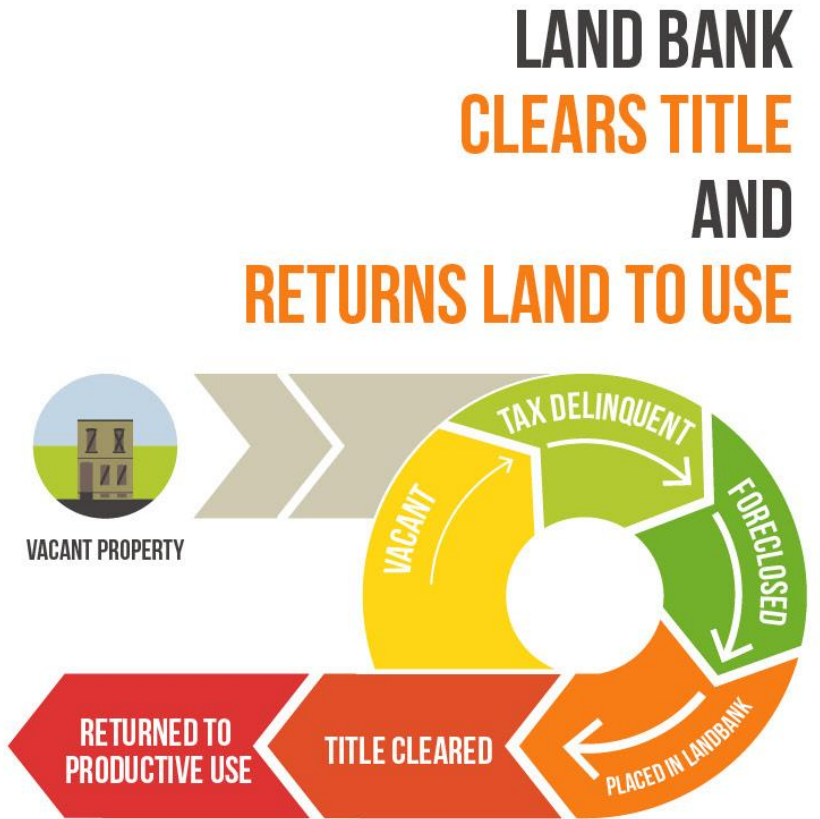 LAND BANK
CLEARS TITLE
AND
RETURNS LAND TO USE
VACANT PROPERTY
VACANT
TAX DELINQUENT
FORECLOSED
PLACED IN LANDBANK
TITLE CLEARED
RETURNED TO
PRODUCTIVE USE